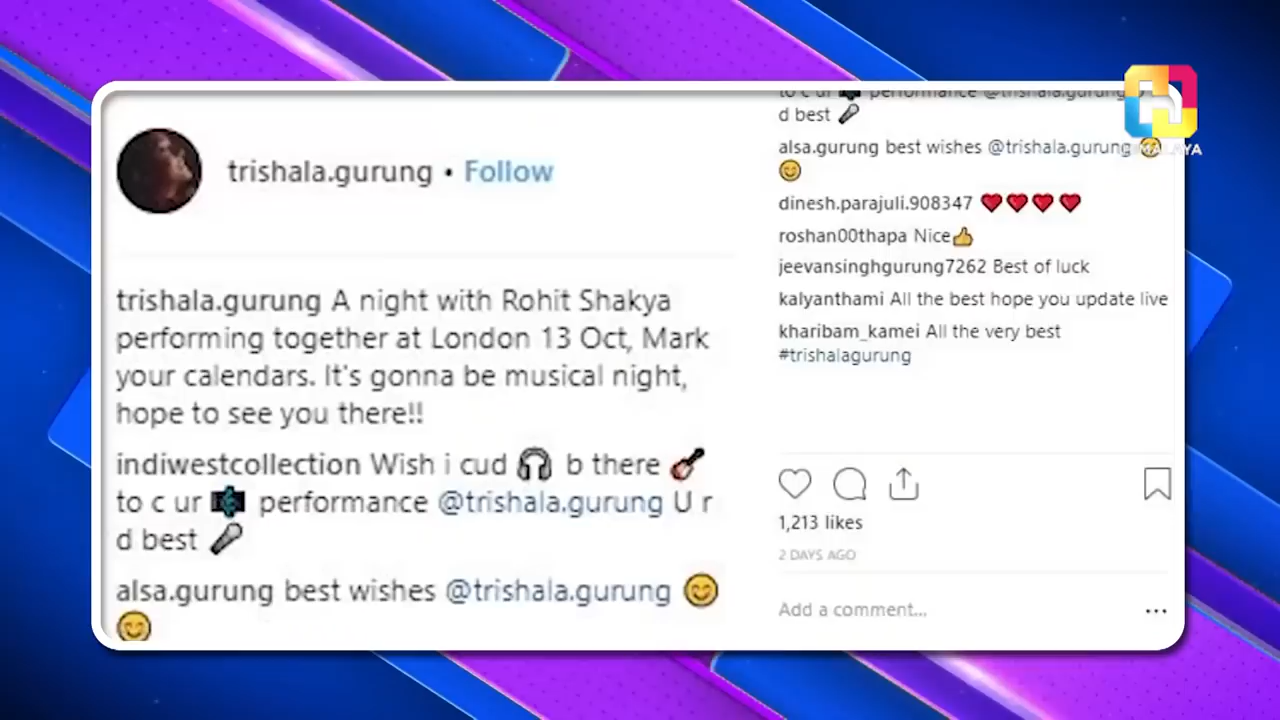 trishala.gurung • Follow
trishala.gurung A night with Rohit Shakya
performing together at London 13 Oct, Mark
your calendars. It's gonna be musical night,
hope to see you there!!
indiwestcollection Wish i cud 🎧 b there 🎸
to c ur 🎼 performance @trishala.gurung U r
d best 🎤
alsa.gurung best wishes @trishala.gurung 😊
😊
to c ur 🎼 performance @trishala.gurung U
d best 🎤
alsa.gurung best wishes @trishala.gurung 😊
😊
dinesh.parajuli.908347 ❤️❤️❤️❤️
roshan00thapa Nice👍
jeevansinghgurung7262 Best of luck
kalyanthami All the best hope you update live
kharibam_kamei All the very best
#trishalagurung
1,213 likes
2 DAYS AGO
Add a comment...